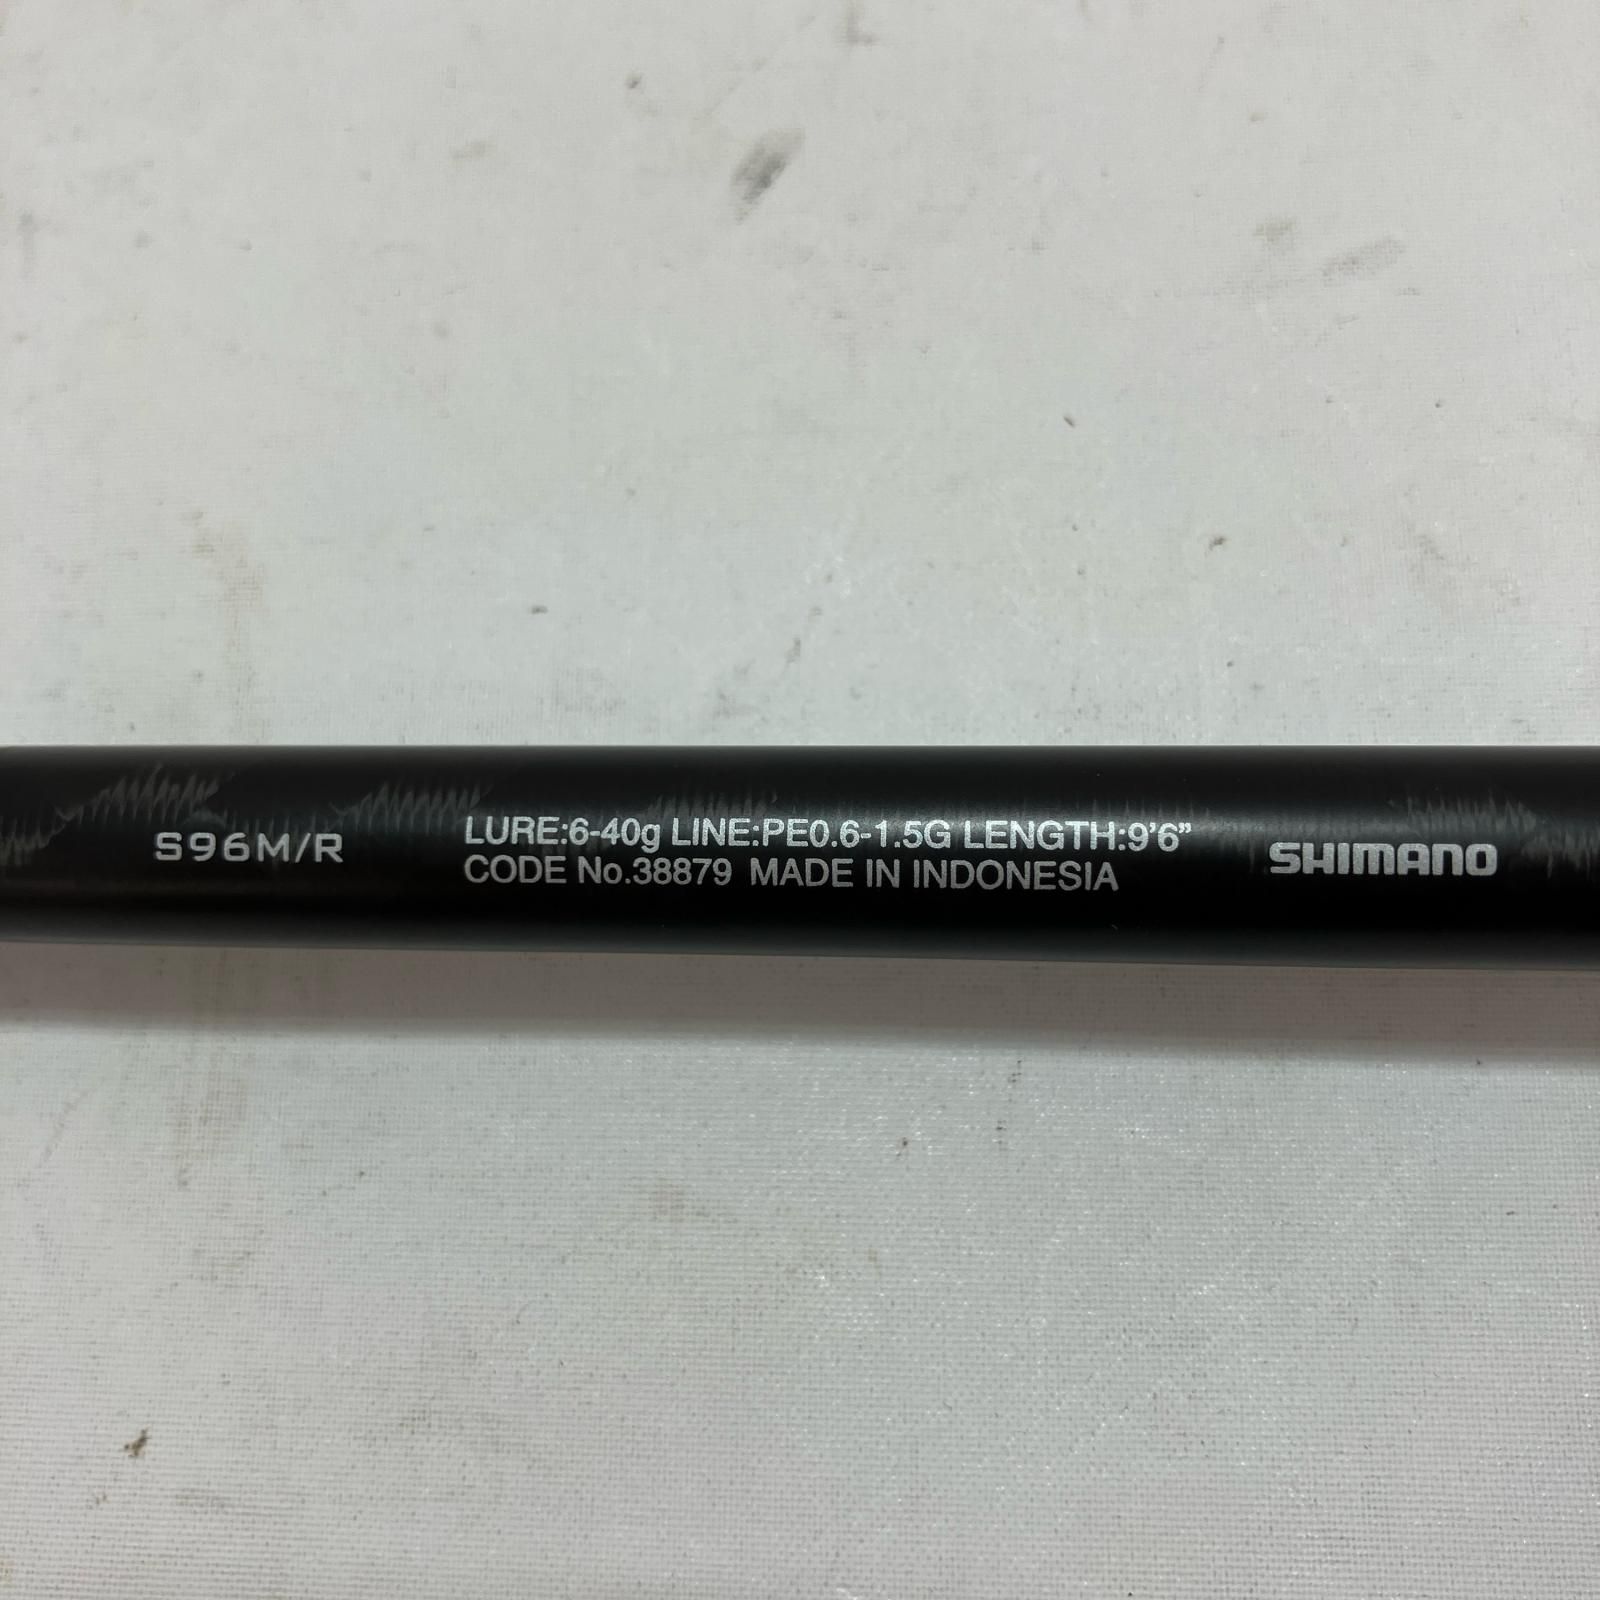 S96M/R
LURE:6-40g LINE:PE0.6-1.5G LENGTH:9'6”
CODE No.38879 MADE IN INDONESIA
SHIMANO